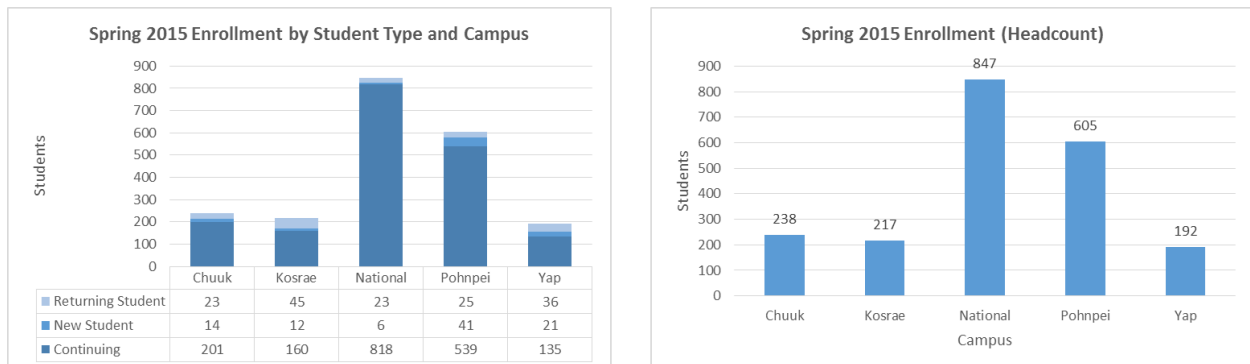 Spring 2015 Enrollment by Student Type and Campus
Students
900
800
700
600
500
400
300
200
100
0
Chuuk Kosrae National Pohnpei Yap
Returning Student 23 45 23 25 36
New Student 14 12 6 41 21
Continuing 201 160 818 539 135
Spring 2015 Enrollment (Headcount)
Students
900
800
700
600
500
400
300
200
100
0
238 217 847 605 192
Chuuk Kosrae National Pohnpei Yap
Campus